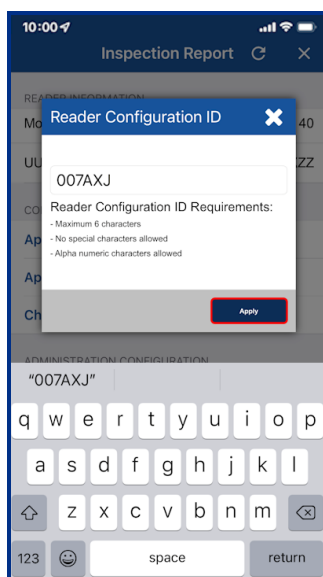 10:00
Inspection Report
READER INFORMATION
Reader Configuration ID
Mo
40
UU
ZZ
007AXJ
Reader Configuration ID Requirements:
- Maximum 6 characters
- No special characters allowed
- Alpha numeric characters allowed
CO
Ap
Ap
Ch
Apply
ADMINISTRATION CONFIGURATION
“007AXJ”
q w e r t y u i o p
a s d f g h j k l
z x c v b n m
123 space return